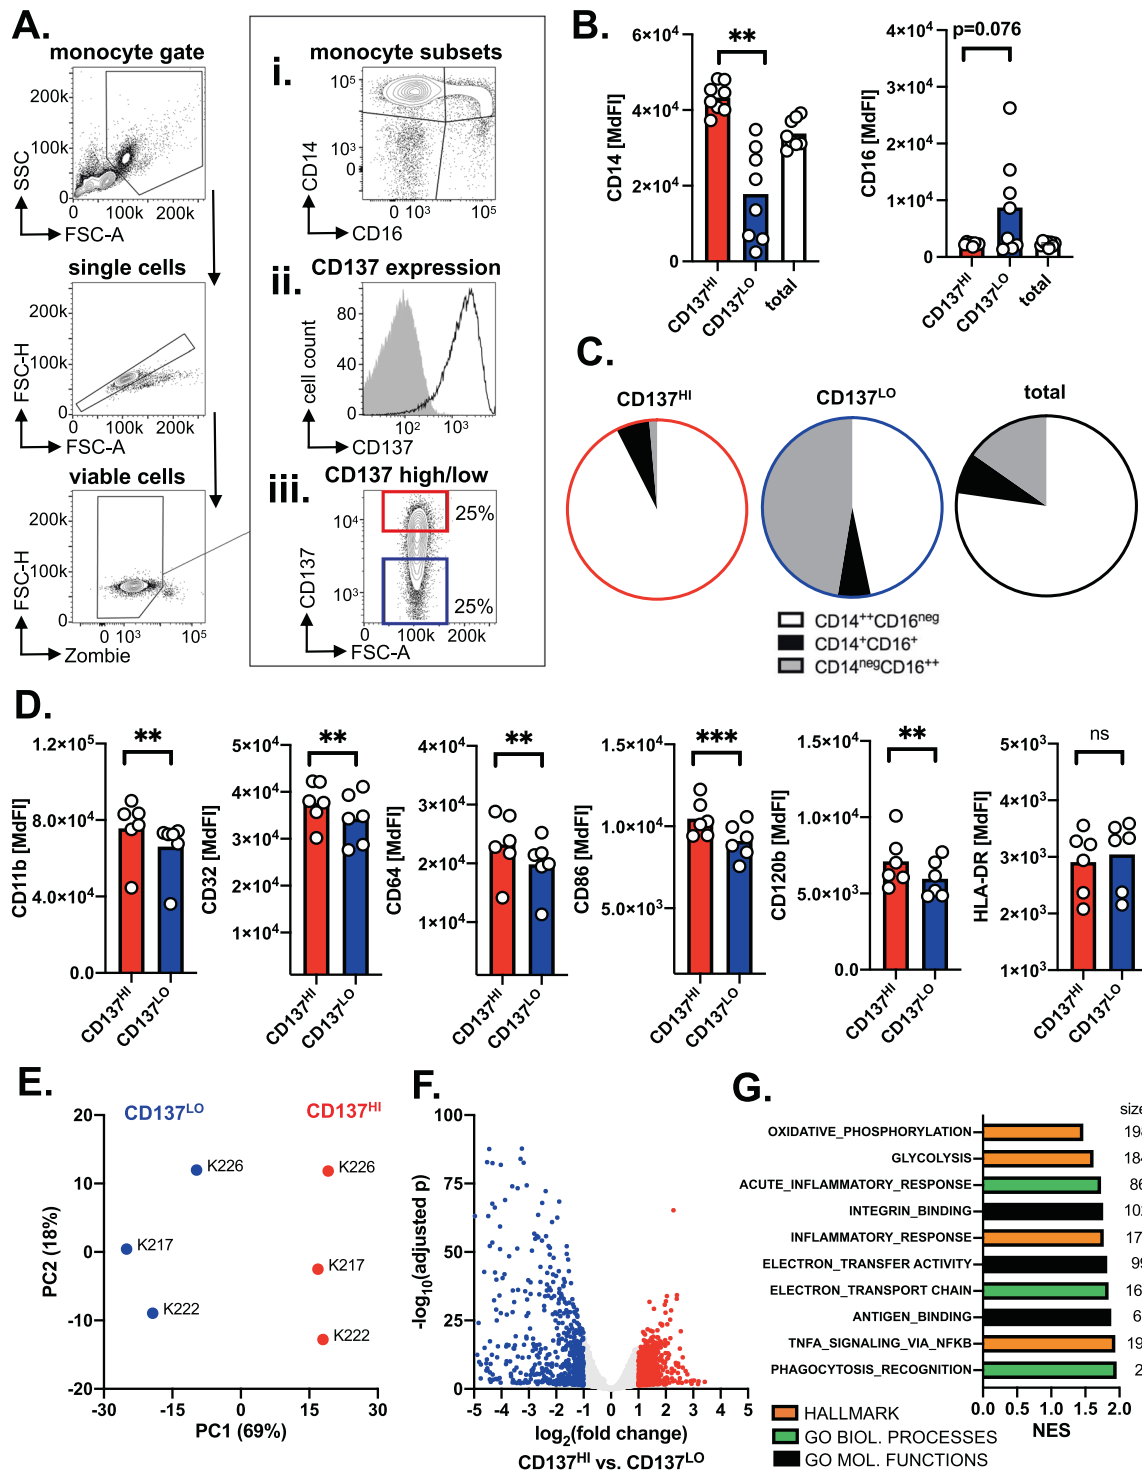 A.
monocyte gate
200k
100k
0
SSC
0 100k 200k
FSC-A
single cells
200k
100k
0
FSC-H
0 100k 200k
FSC-A
viable cells
200k
100k
0
FSC-H
0 10³ 10⁵
Zombie
i.
monocyte subsets
10⁵
10³
0
CD14
0 10³ 10⁵
CD16
ii.
CD137 expression
80
40
0
cell count
10² 10³
CD137
iii.
CD137 high/low
10⁴
10³
25%
25%
CD137
0 100k 200k
FSC-A
B.
6×10⁴
4×10⁴
2×10⁴
0
CD14 [MdFI]
**
CD137ᴴᴵ
CD137ᴸᴼ
total
4×10⁴
3×10⁴
2×10⁴
1×10⁴
0
CD16 [MdFI]
p=0.076
CD137ᴴᴵ
CD137ᴸᴼ
total
C.
CD137ᴴᴵ
CD137ᴸᴼ
total
CD14⁺⁺CD16ⁿᵉᵍ
CD14⁺CD16⁺
CD14ⁿᵉᵍCD16⁺⁺
D.
1.2×10⁵
8.0×10⁴
4.0×10⁴
0.0
CD11b [MdFI]
**
CD137ᴴᴵ
CD137ᴸᴼ
5×10⁴
4×10⁴
3×10⁴
2×10⁴
1×10⁴
CD32 [MdFI]
**
CD137ᴴᴵ
CD137ᴸᴼ
4×10⁴
3×10⁴
2×10⁴
1×10⁴
CD64 [MdFI]
**
CD137ᴴᴵ
CD137ᴸᴼ
1.5×10⁴
1.0×10⁴
5.0×10³
CD86 [MdFI]
***
CD137ᴴᴵ
CD137ᴸᴼ
1.5×10⁴
1.0×10⁴
5.0×10³
0.0
CD120b [MdFI]
**
CD137ᴴᴵ
CD137ᴸᴼ
5×10³
4×10³
3×10³
2×10³
1×10³
HLA-DR [MdFI]
ns
CD137ᴴᴵ
CD137ᴸᴼ
E.
CD137ᴸᴼ
CD137ᴴᴵ
20
10
0
-10
-20
PC2 (18%)
K226
K226
K217
K217
K222
K222
-30 -15 0 15 30
PC1 (69%)
F.
100
75
50
25
0
-log₁₀(adjusted p)
-5 -4 -3 -2 -1 0 1 2 3 4 5
log₂(fold change)
CD137ᴴᴵ vs. CD137ᴸᴼ
G.
size
OXIDATIVE_PHOSPHORYLATION
GLYCOLYSIS
ACUTE_INFLAMMATORY_RESPONSE
INTEGRIN_BINDING
INFLAMMATORY_RESPONSE
ELECTRON_TRANSFER ACTIVITY
ELECTRON_TRANSPORT CHAIN
ANTIGEN_BINDING
TNFA_SIGNALING_VIA_NFKB
PHAGOCYTOSIS_RECOGNITION
0.0 0.5 1.0 1.5 2.0
NES
HALLMARK
GO BIOL. PROCESSES
GO MOL. FUNCTIONS